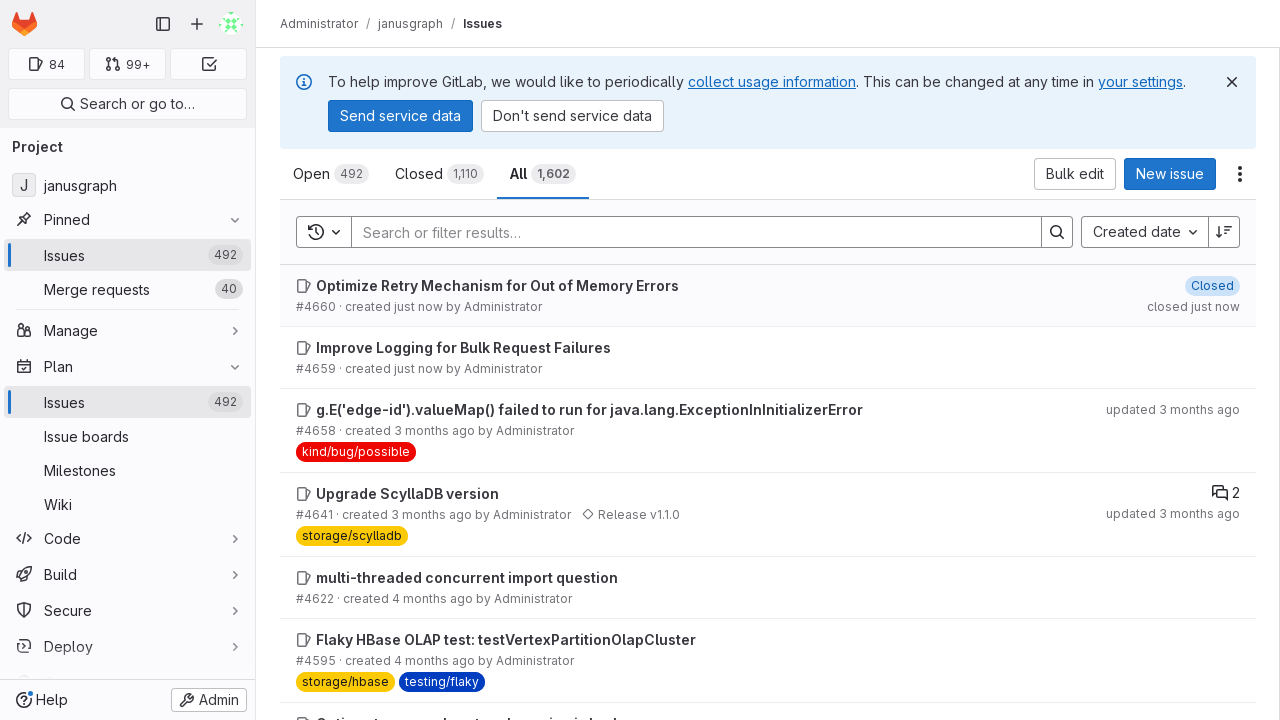 Administrator / janusgraph / Issues
84
99+
Search or go to…
Project
J janusgraph
Pinned
Issues 492
Merge requests 40
Manage
Plan
Issues 492
Issue boards
Milestones
Wiki
Code
Build
Secure
Deploy
Help
Admin
To help improve GitLab, we would like to periodically collect usage information. This can be changed at any time in your settings.
Send service data
Don't send service data
Open 492
Closed 1,110
All 1,602
Bulk edit
New issue
Search or filter results…
Created date
Optimize Retry Mechanism for Out of Memory Errors
Closed
#4660 · created just now by Administrator
closed just now
Improve Logging for Bulk Request Failures
#4659 · created just now by Administrator
g.E('edge-id').valueMap() failed to run for java.lang.ExceptionInInitializerError
updated 3 months ago
#4658 · created 3 months ago by Administrator
kind/bug/possible
Upgrade ScyllaDB version
2
#4641 · created 3 months ago by Administrator
Release v1.1.0
updated 3 months ago
storage/scylladb
multi-threaded concurrent import question
#4622 · created 4 months ago by Administrator
Flaky HBase OLAP test: testVertexPartitionOlapCluster
#4595 · created 4 months ago by Administrator
storage/hbase
testing/flaky